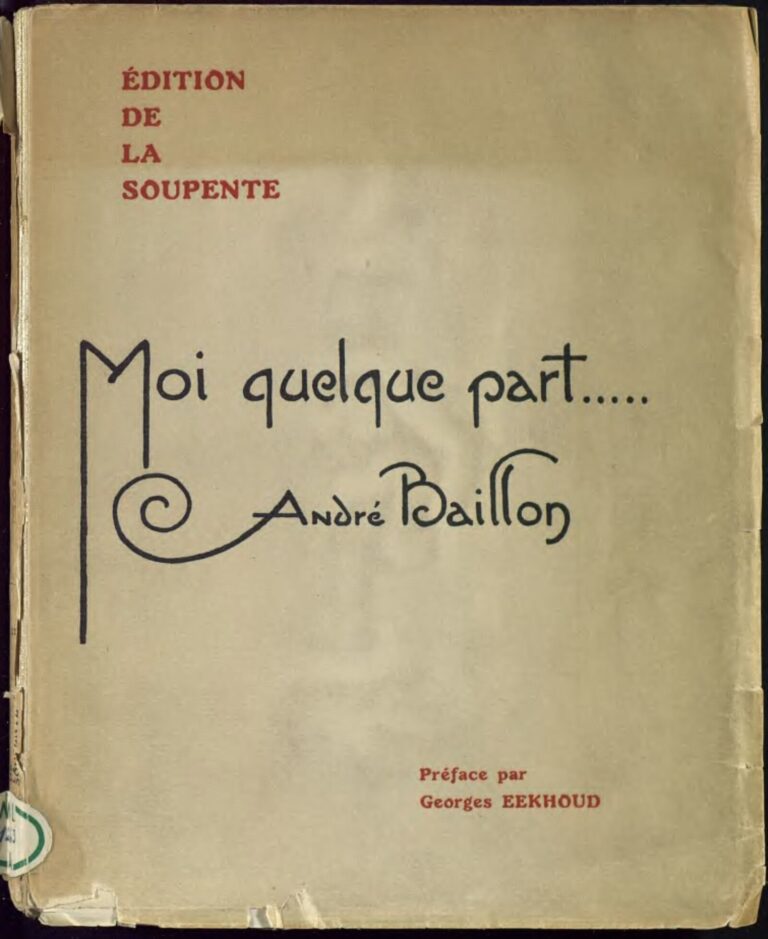 ÉDITION
DE
LA
SOUPENTE
Moi quelque part.....
André Baillon
Préface par
Georges EEKHOUD